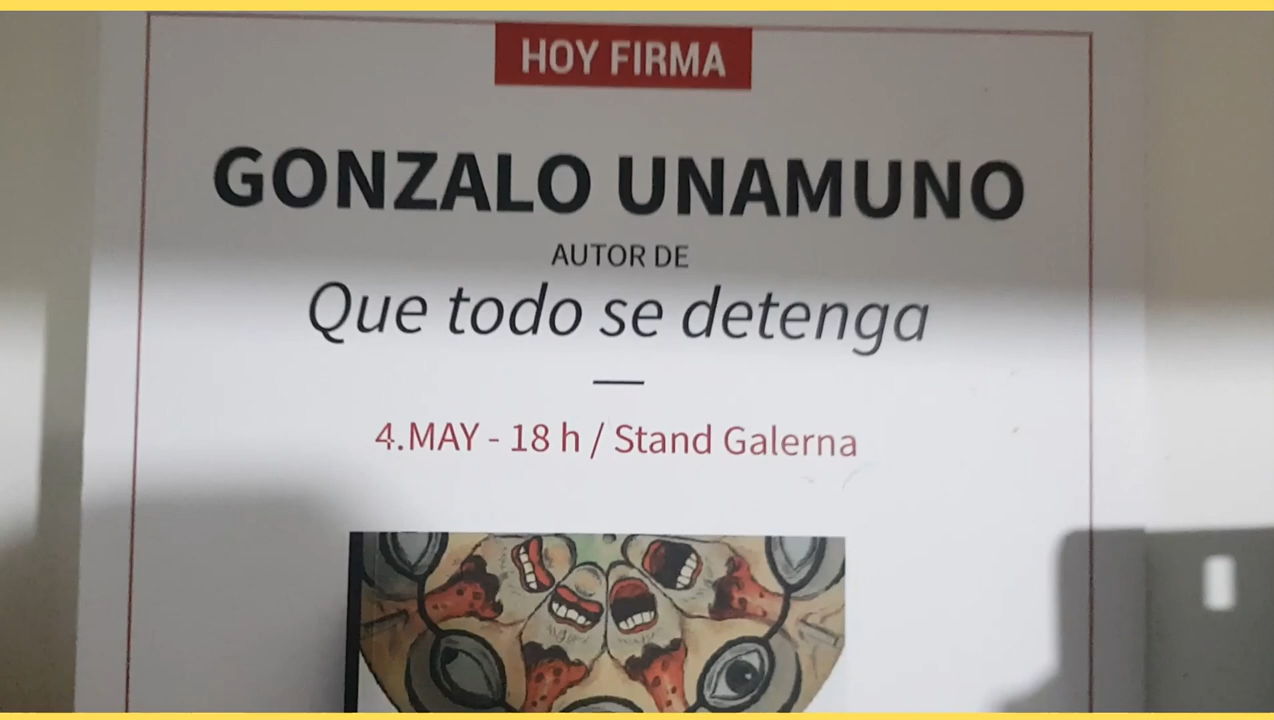 HOY FIRMA
GONZALO UNAMUNO
AUTOR DE
Que todo se detenga
4.MAY - 18 h / Stand Galerna